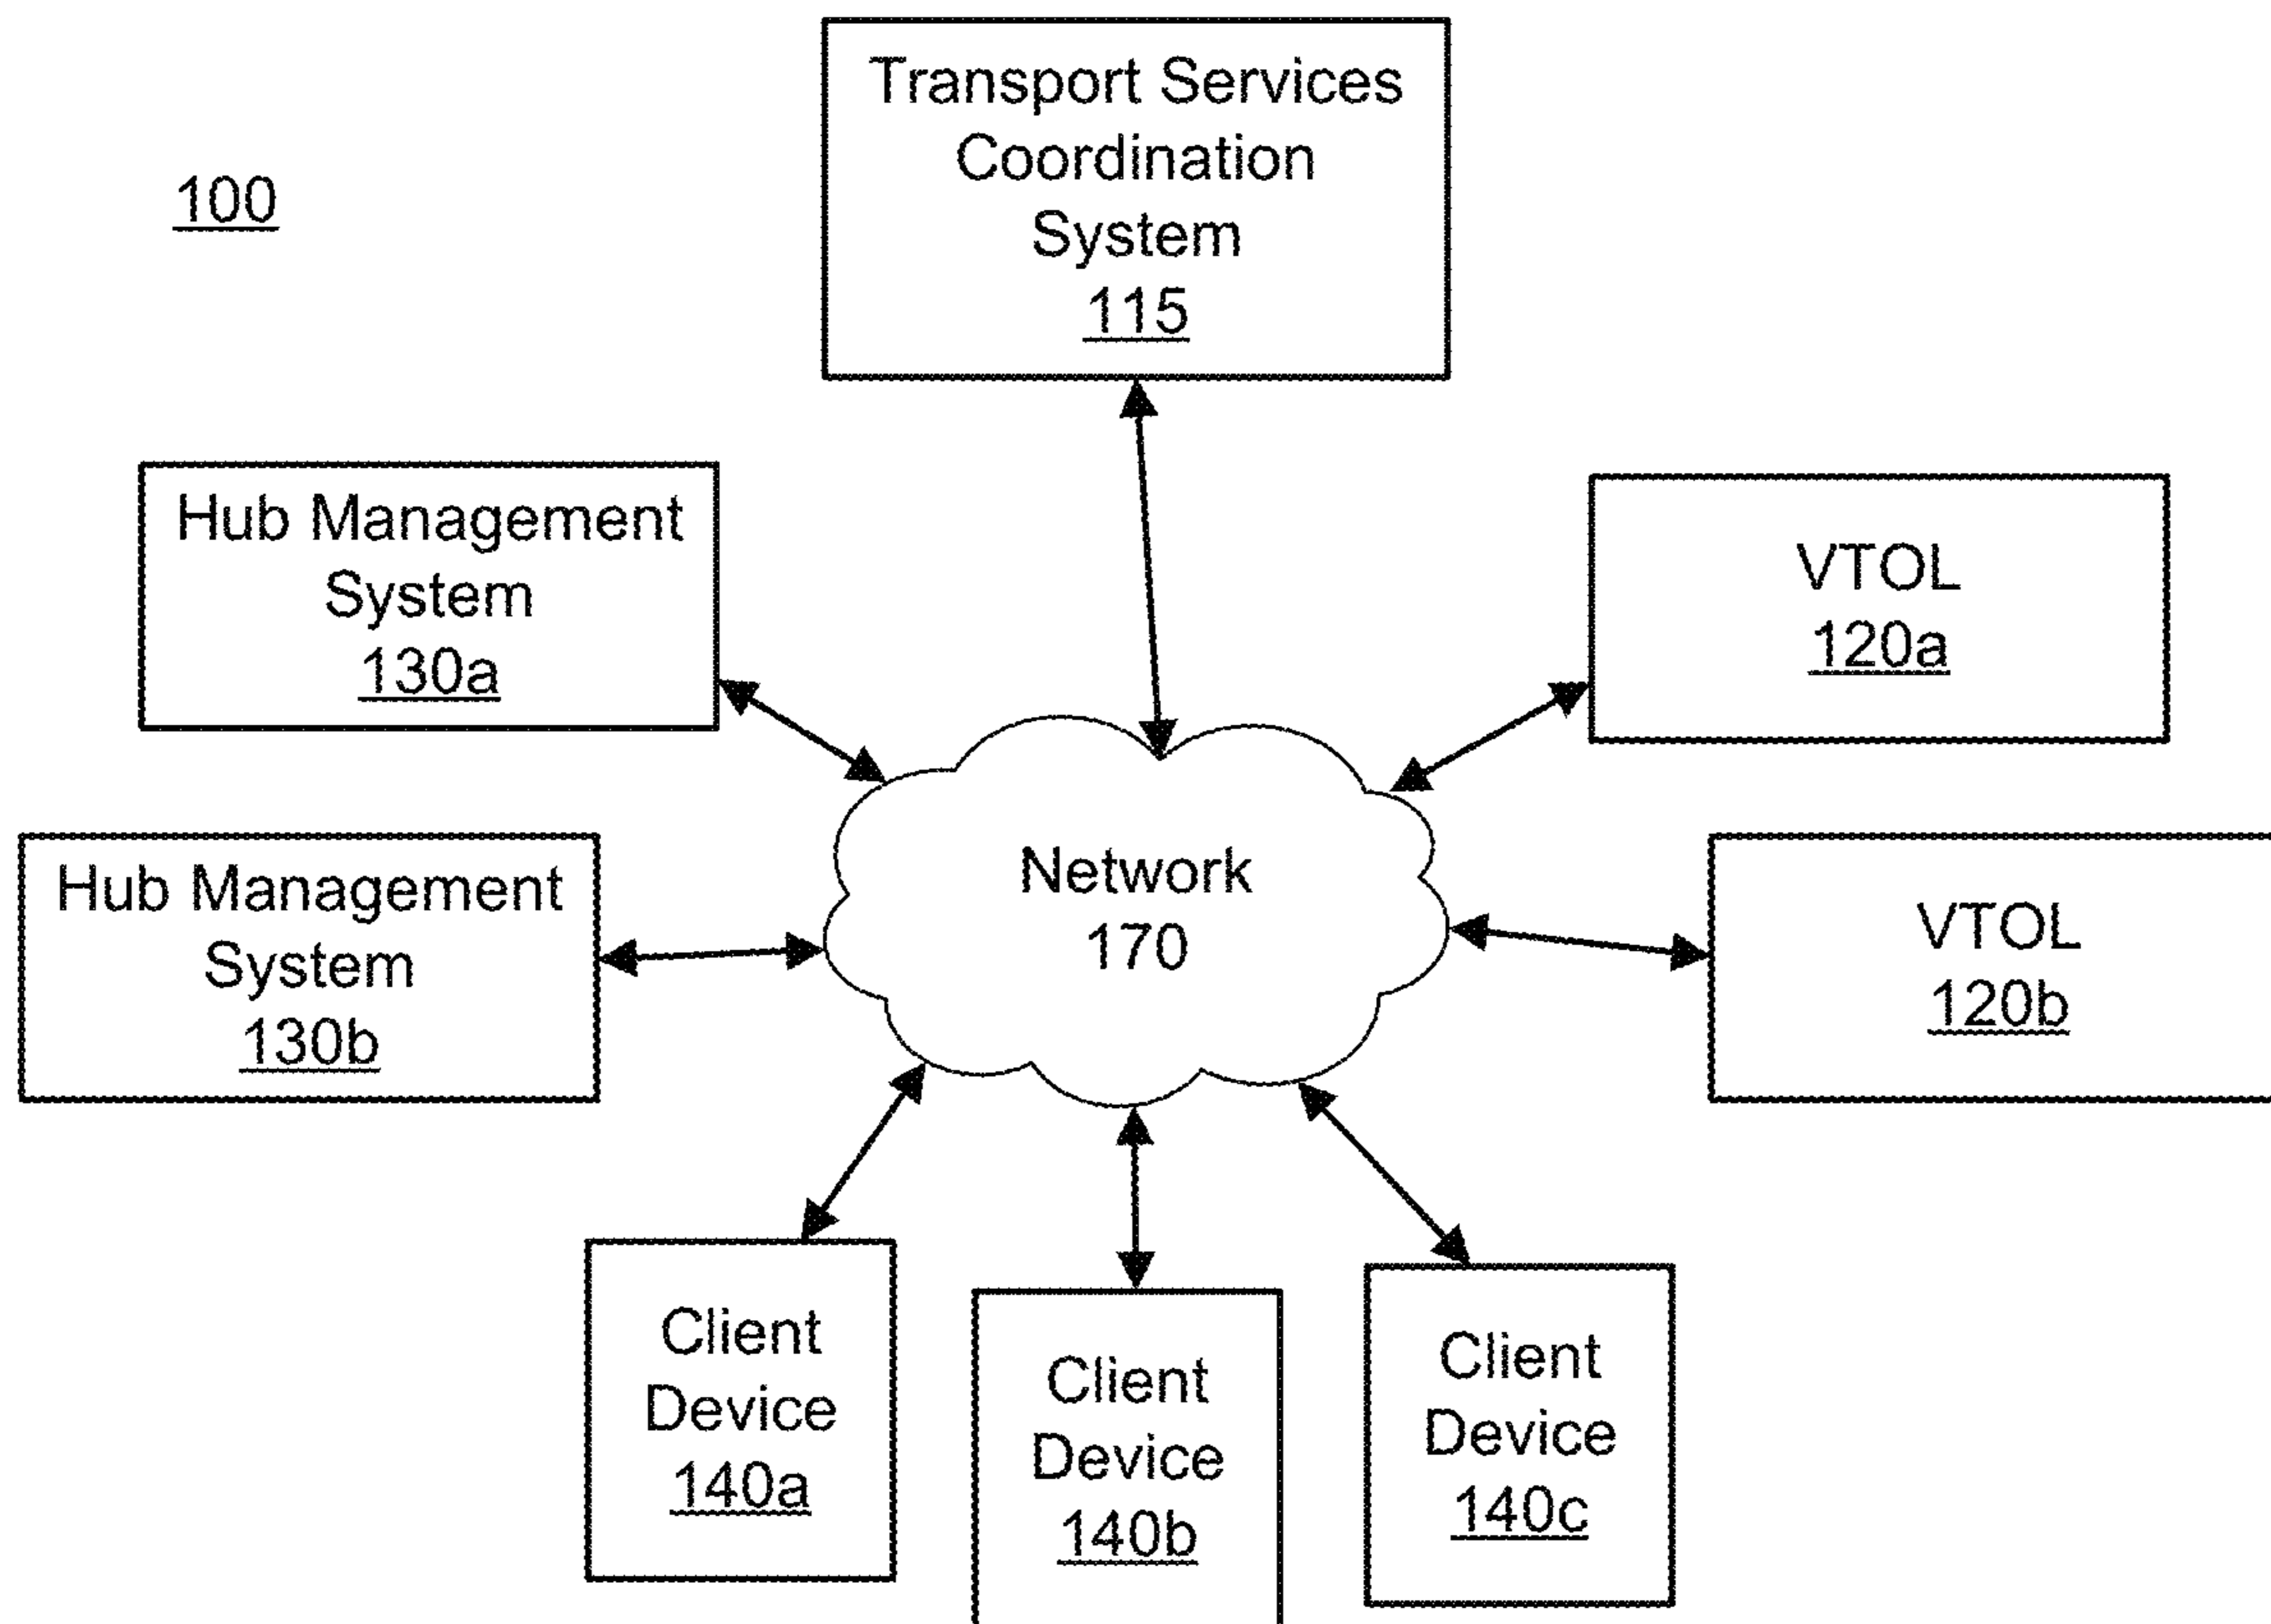 Transport Services
Coordination
System
115
100
Hub Management
System
130a
VTOL
120a
Hub Management
System
130b
Network
170
VTOL
120b
Client
Device
140a
Client
Device
140b
Client
Device
140c